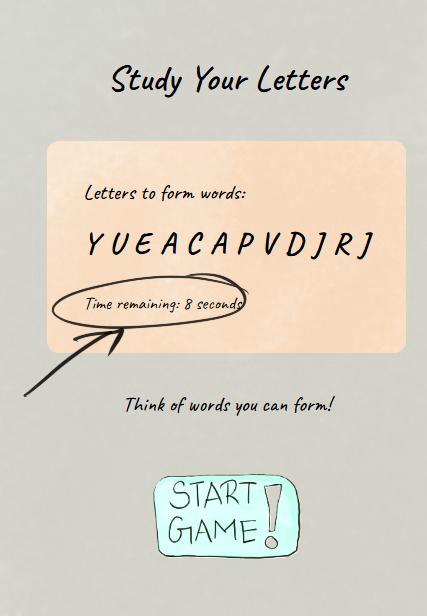 Study Your Letters
Letters to form words:
Y U E A C A P V D J R J
Time remaining: 8 seconds
Think of words you can form!
START
GAME!